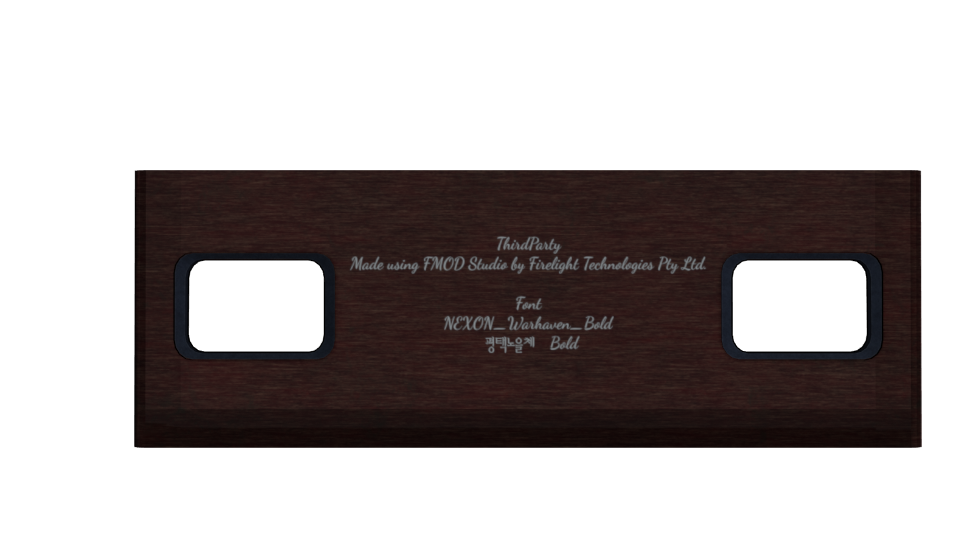 ThirdParty
Made using FMOD Studio by Firelight Technologies Pty Ltd.
Font
NEXON_Warhaven_Bold
평택노을체 Bold